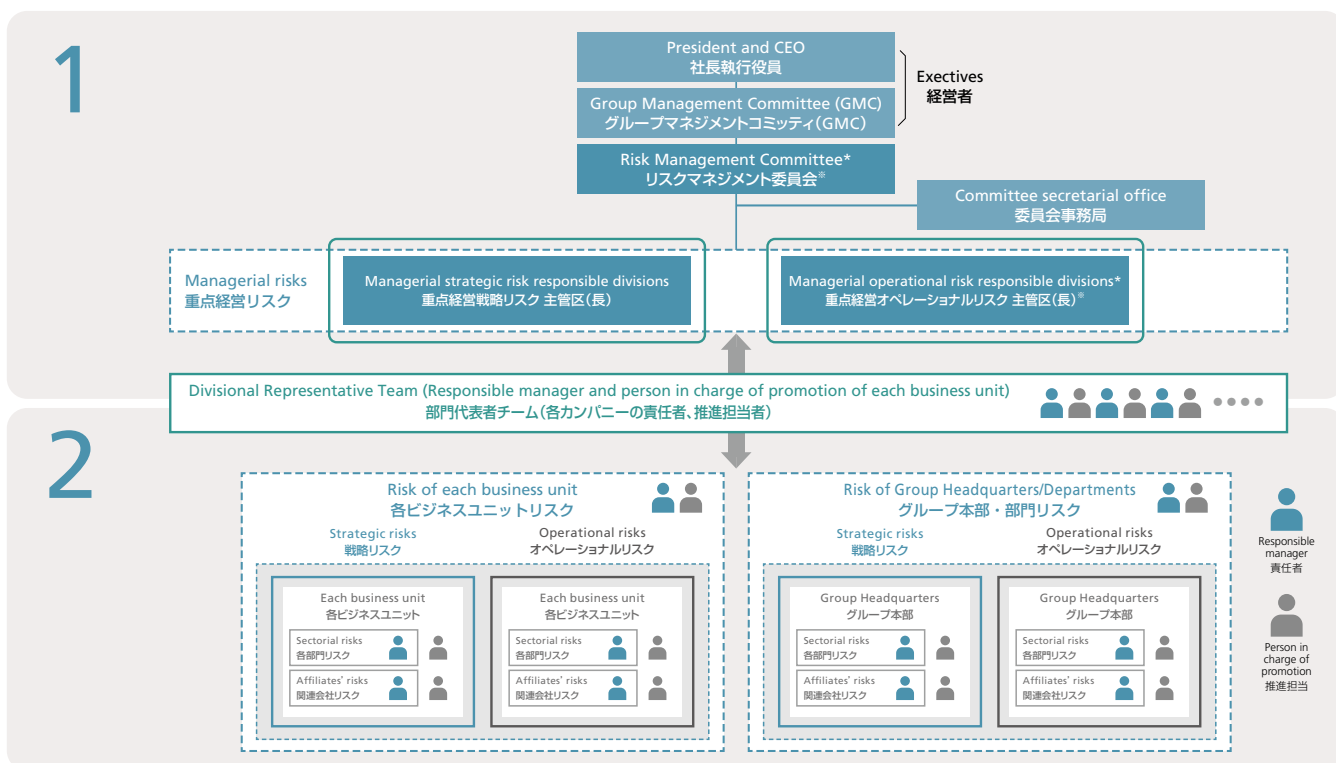 1
President and CEO
社長執行役員
Exectives
経営者
Group Management Committee (GMC)
グループマネジメントコミッティ(GMC)
Risk Management Committee*
リスクマネジメント委員会※
Committee secretarial office
委員会事務局
Managerial risks
重点経営リスク
Managerial strategic risk responsible divisions
重点経営戦略リスク 主管区(長)
Managerial operational risk responsible divisions*
重点経営オペレーショナルリスク 主管区(長)※
Divisional Representative Team (Responsible manager and person in charge of promotion of each business unit)
部門代表者チーム(各カンパニーの責任者、推進担当者)
2
Risk of each business unit
各ビジネスユニットリスク
Strategic risks
戦略リスク
Operational risks
オペレーショナルリスク
Each business unit
各ビジネスユニット
Sectorial risks
各部門リスク
Affiliates' risks
関連会社リスク
Each business unit
各ビジネスユニット
Sectorial risks
各部門リスク
Affiliates' risks
関連会社リスク
Risk of Group Headquarters/Departments
グループ本部・部門リスク
Strategic risks
戦略リスク
Operational risks
オペレーショナルリスク
Group Headquarters
グループ本部
Sectorial risks
各部門リスク
Affiliates' risks
関連会社リスク
Group Headquarters
グループ本部
Sectorial risks
各部門リスク
Affiliates' risks
関連会社リスク
Responsible
manager
責任者
Person in
charge of
promotion
推進担当